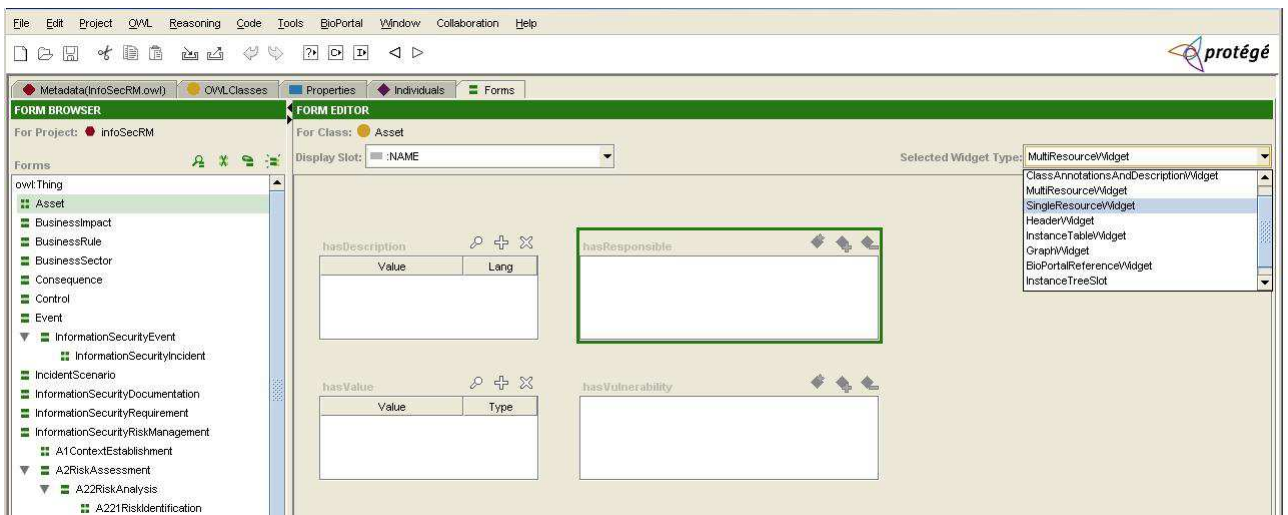 File Edit Project OWL Reasoning Code Tools BioPortal Window Collaboration Help
protégé
Metadata(InfoSecRM.owl) OWLClasses Properties Individuals Forms
FORM BROWSER FORM EDITOR
For Project: infoSecRM For Class: Asset
Forms Display Slot: :NAME Selected Widget Type: MultiResourceWidget
ClassAnnotationsAndDescriptionWidget
MultiResourceWidget
SingleResourceWidget
HeaderWidget
InstanceTableWidget
GraphWidget
BioPortalReferenceWidget
InstanceTreeSlot
owl:Thing
Asset
BusinessImpact
BusinessRule
BusinessSector
Consequence
Control
Event
InformationSecurityEvent
InformationSecurityIncident
IncidentScenario
InformationSecurityDocumentation
InformationSecurityRequirement
InformationSecurityRiskManagement
A1ContextEstablishment
A2RiskAssessment
A22RiskAnalysis
A221RiskIdentification
hasDescription hasResponsible
Value Lang
hasValue hasVulnerability
Value Type